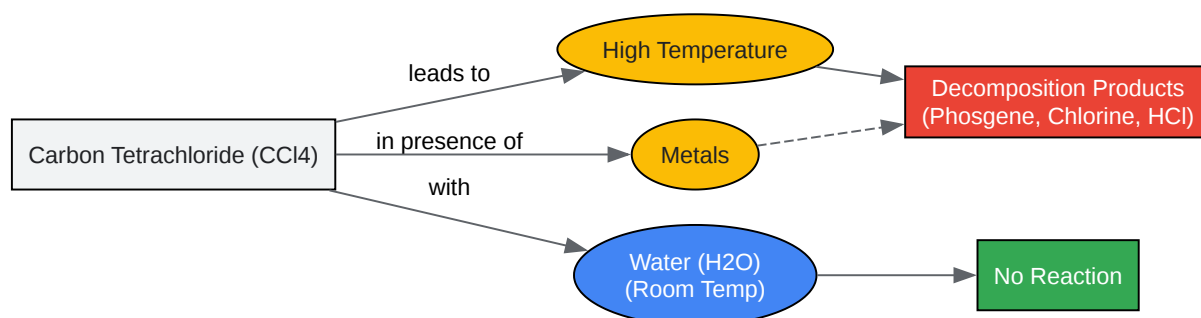 High Temperature
leads to
Decomposition Products
(Phosgene, Chlorine, HCl)
Carbon Tetrachloride (CCl4)
in presence of
Metals
with
Water (H2O)
(Room Temp)
No Reaction